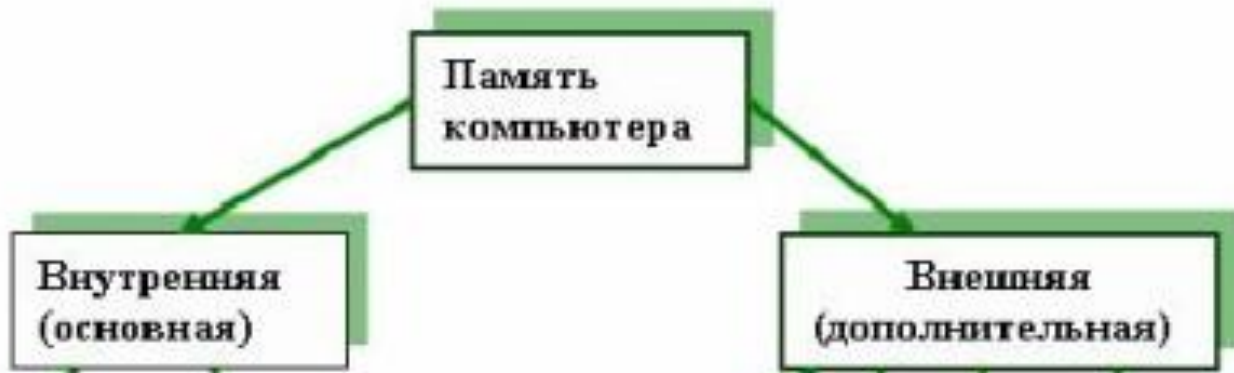 Память
компьютера
Внутренняя
(основная)
Внешняя
(дополнительная)